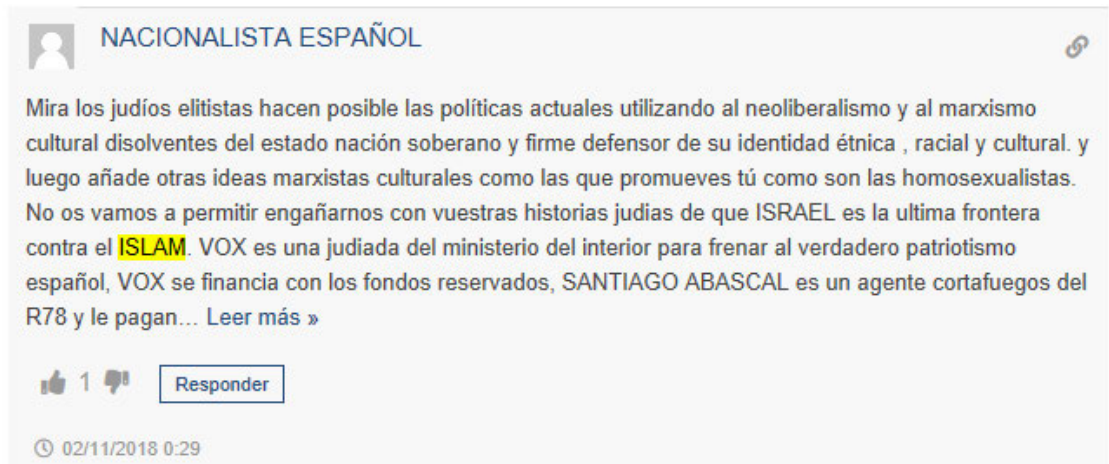 NACIONALISTA ESPAÑOL
Mira los judíos elitistas hacen posible las políticas actuales utilizando al neoliberalismo y al marxismo
cultural disolventes del estado nación soberano y firme defensor de su identidad étnica , racial y cultural. y
luego añade otras ideas marxistas culturales como las que promueves tú como son las homosexualistas.
No os vamos a permitir engañarnos con vuestras historias judias de que ISRAEL es la ultima frontera
contra el ISLAM. VOX es una judiada del ministerio del interior para frenar al verdadero patriotismo
español, VOX se financia con los fondos reservados, SANTIAGO ABASCAL es un agente cortafuegos del
R78 y le pagan... Leer más »
1 Responder
02/11/2018 0:29